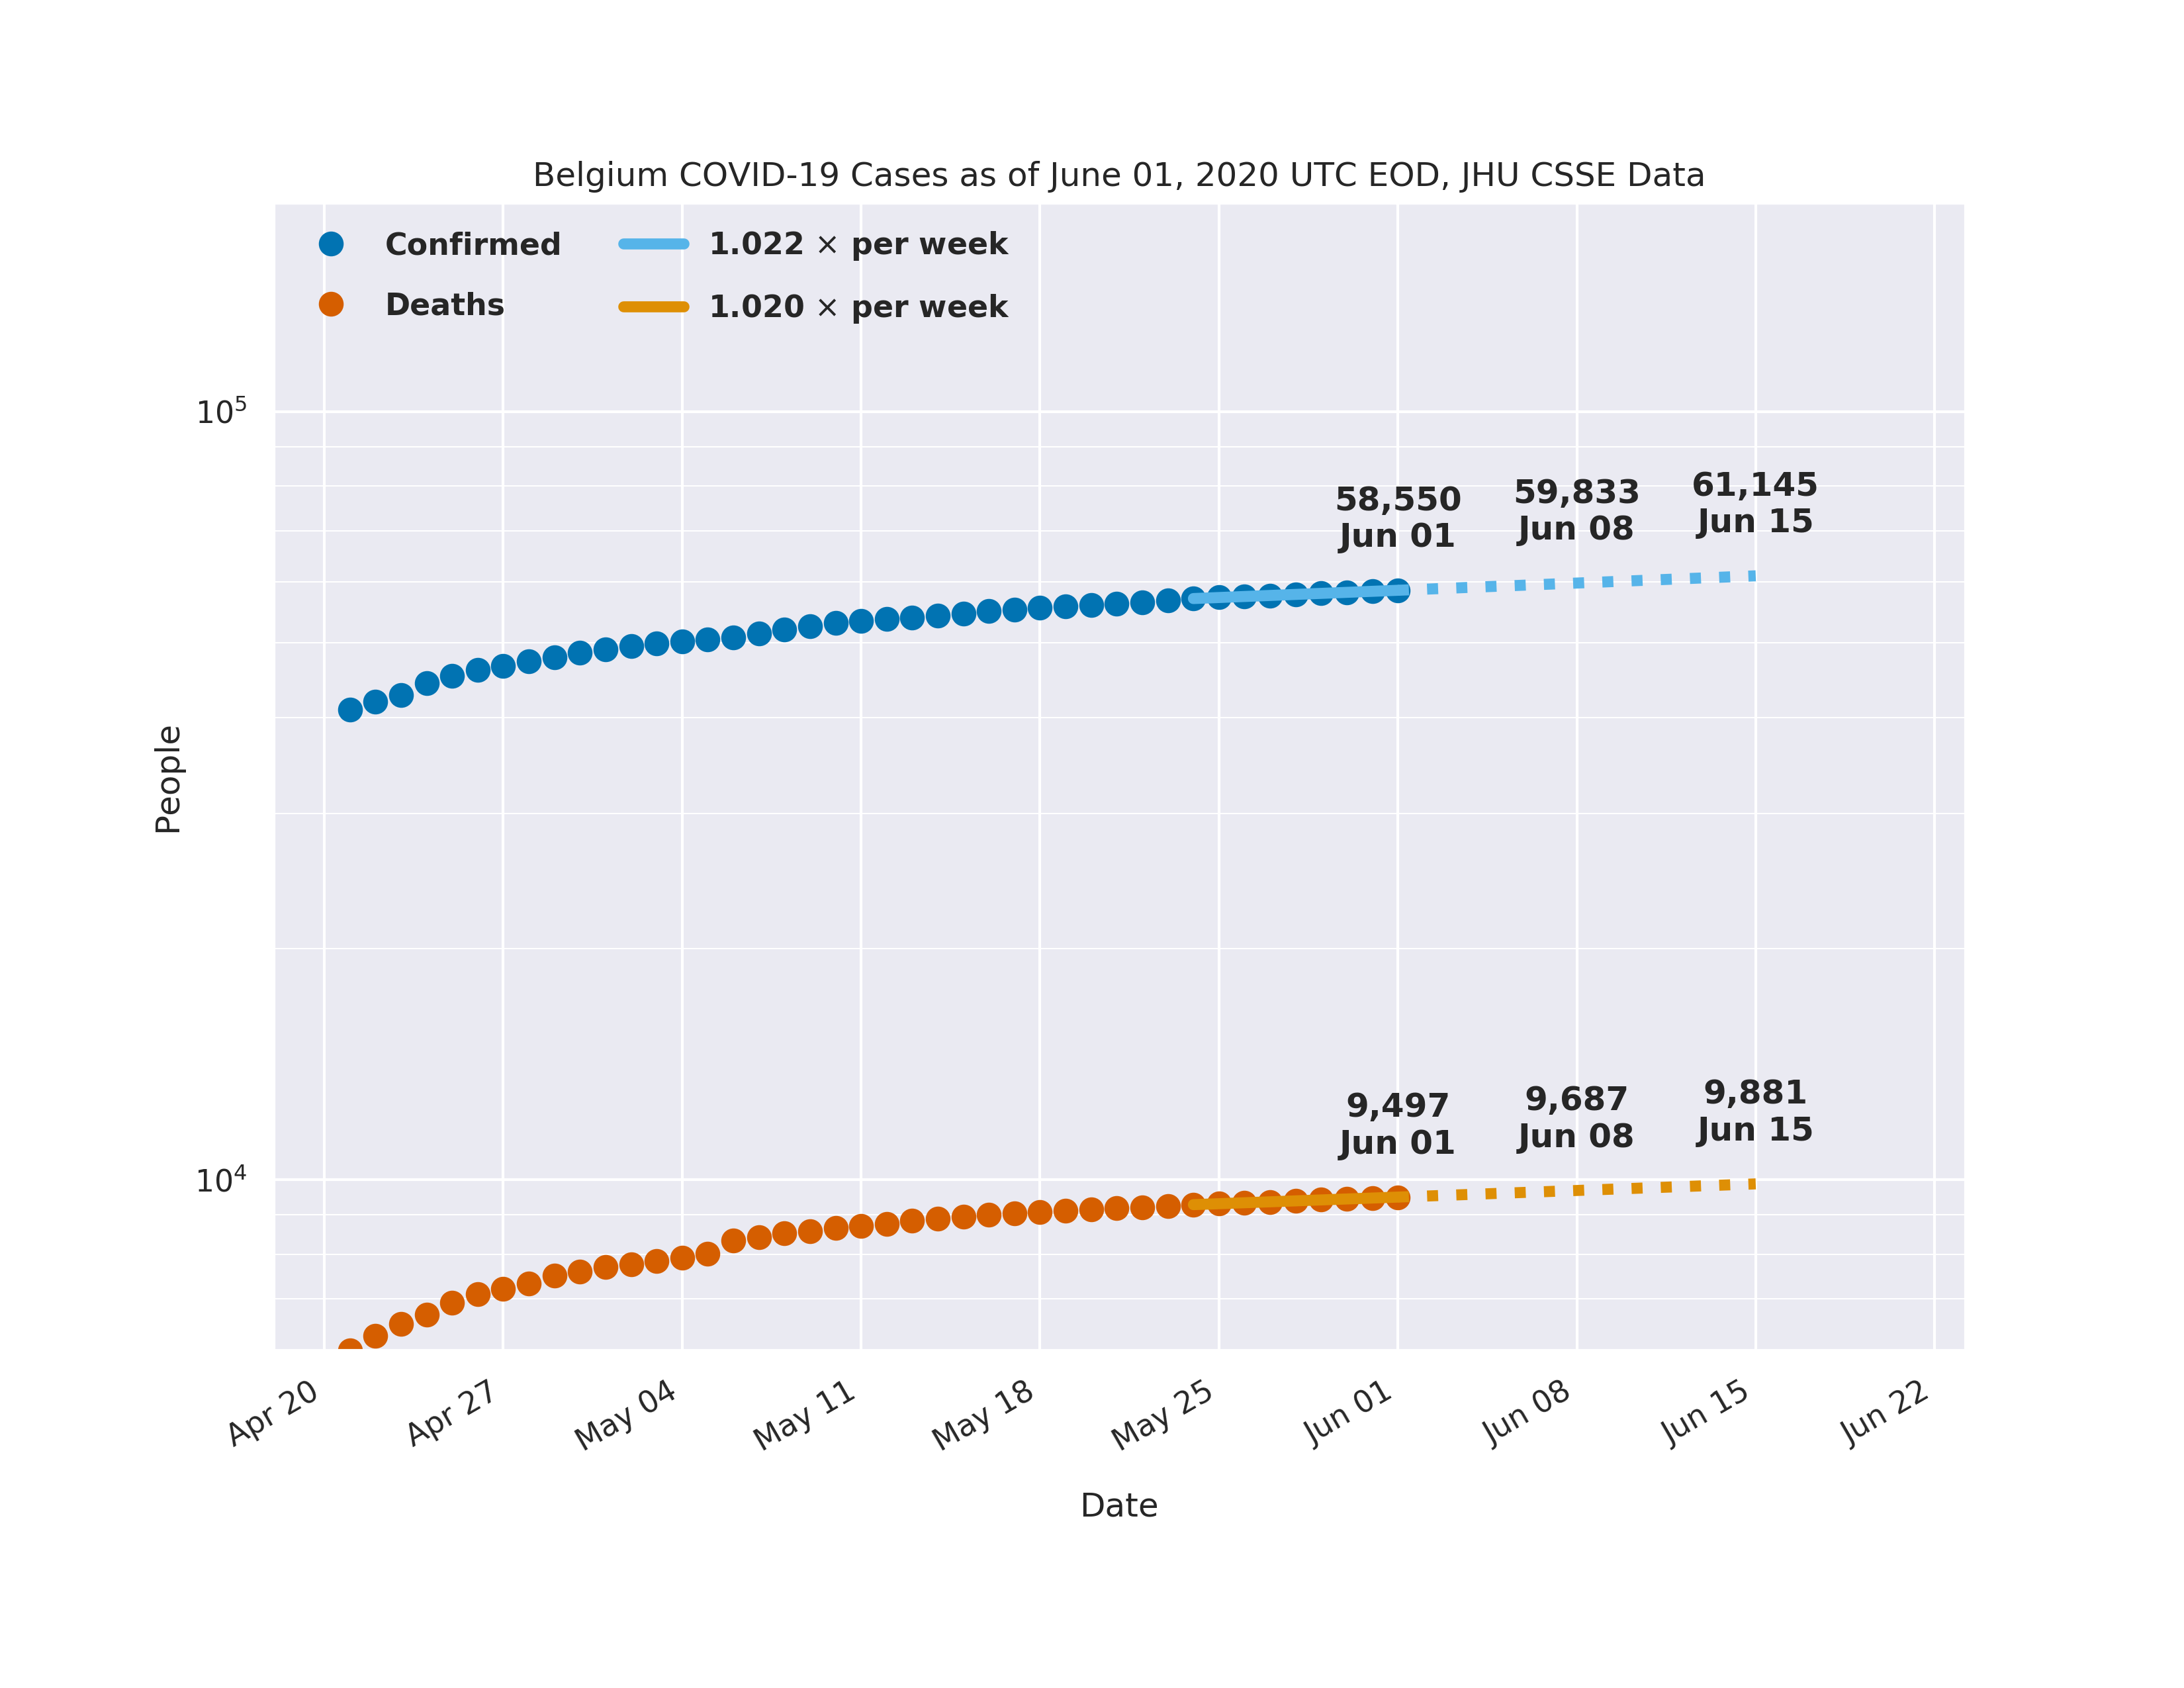 Belgium COVID-19 Cases as of June 01, 2020 UTC EOD, JHU CSSE Data
Confirmed
Deaths
1.022 × per week
1.020 × per week
People
10⁵
10⁴
58,550
Jun 01
59,833
Jun 08
61,145
Jun 15
9,497
Jun 01
9,687
Jun 08
9,881
Jun 15
Apr 20
Apr 27
May 04
May 11
May 18
May 25
Jun 01
Jun 08
Jun 15
Jun 22
Date